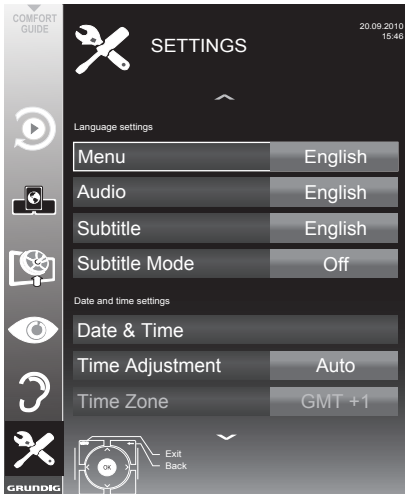 COMFORT
GUIDE
SETTINGS
20.09.2010
15:46
Language settings
Menu English
Audio English
Subtitle English
Subtitle Mode Off
Date and time settings
Date & Time
Time Adjustment Auto
Time Zone GMT +1
Exit
Back
OK
GRUNDIG